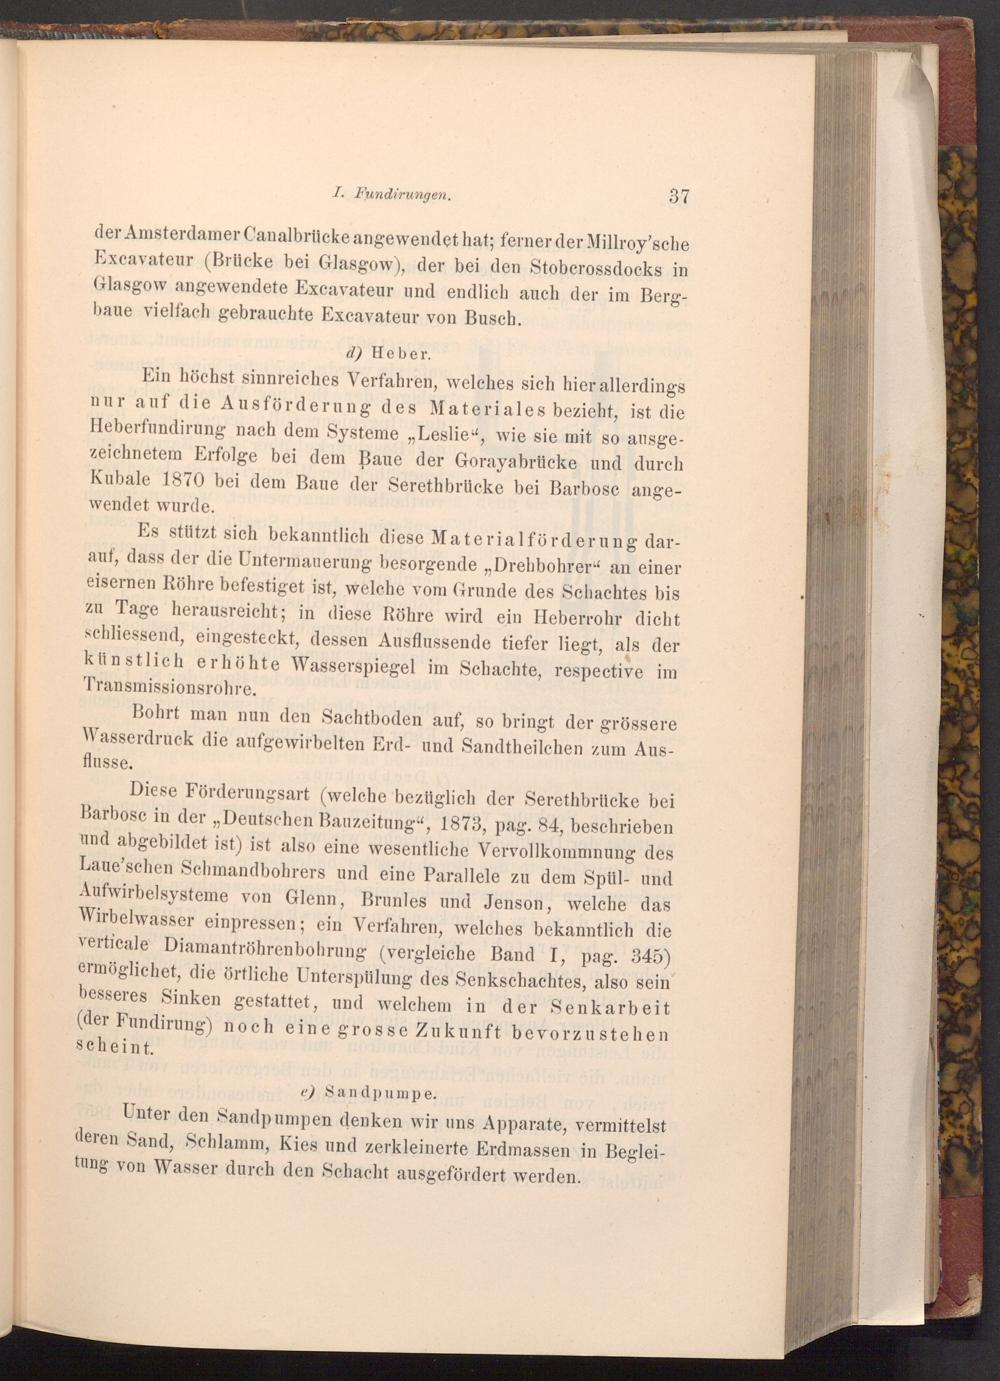 I. Fundirungen. 37
der Amsterdamer Canalbrücke angewendet hat; ferner der Millroy'sche
Excavateur (Brücke bei Glasgow), der bei den Stobcrossdocks in
Glasgow angewendete Excavateur und endlich auch der im Berg-
baue vielfach gebrauchte Excavateur von Busch.
d) Heber.
Ein höchst sinnreiches Verfahren, welches sich hier allerdings
nur auf die Ausförderung des Materiales bezieht, ist die
Heberfundirung nach dem Systeme „Leslie“, wie sie mit so ausge-
zeichnetem Erfolge bei dem Baue der Gorayabrücke und durch
Kubale 1870 bei dem Baue der Serethbrücke bei Barbosc ange-
wendet wurde.
Es stützt sich bekanntlich diese Materialförderung dar-
auf, dass der die Untermauerung besorgende „Drehbohrer“ an einer
eisernen Röhre befestiget ist, welche vom Grunde des Schachtes bis
zu Tage herausreicht; in diese Röhre wird ein Heberrohr dicht
schliessend, eingesteckt, dessen Ausflussende tiefer liegt, als der
künstlich erhöhte Wasserspiegel im Schachte, respective im
Transmissionsrohre.
Bohrt man nun den Sachtboden auf, so bringt der grössere
Wasserdruck die aufgewirbelten Erd- und Sandtheilchen zum Aus-
flusse.
Diese Förderungsart (welche bezüglich der Serethbrücke bei
Barbosc in der „Deutschen Bauzeitung“, 1873, pag. 84, beschrieben
und abgebildet ist) ist also eine wesentliche Vervollkommnung des
Laue'schen Schmandbohrers und eine Parallele zu dem Spül- und
Aufwirbelsysteme von Glenn, Brunles und Jenson, welche das
Wirbelwasser einpressen; ein Verfahren, welches bekanntlich die
verticale Diamantröhrenbohrung (vergleiche Band I, pag. 345)
ermöglichet, die örtliche Unterspülung des Senkschachtes, also sein
besseres Sinken gestattet, und welchem in der Senkarbeit
(der Fundirung) noch eine grosse Zukunft bevorzustehen
scheint.
e) Sandpumpe.
Unter den Sandpumpen denken wir uns Apparate, vermittelst
deren Sand, Schlamm, Kies und zerkleinerte Erdmassen in Beglei-
tung von Wasser durch den Schacht ausgefördert werden.